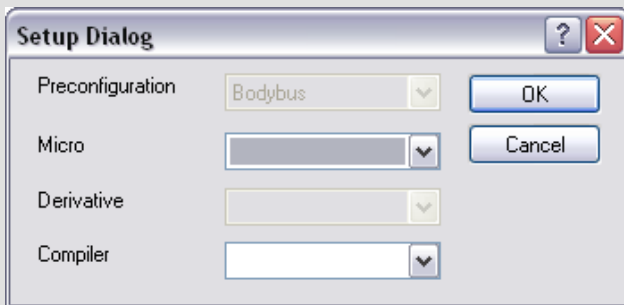 Setup Dialog ?
Preconfiguration Bodybus OK
Micro Cancel
Derivative
Compiler